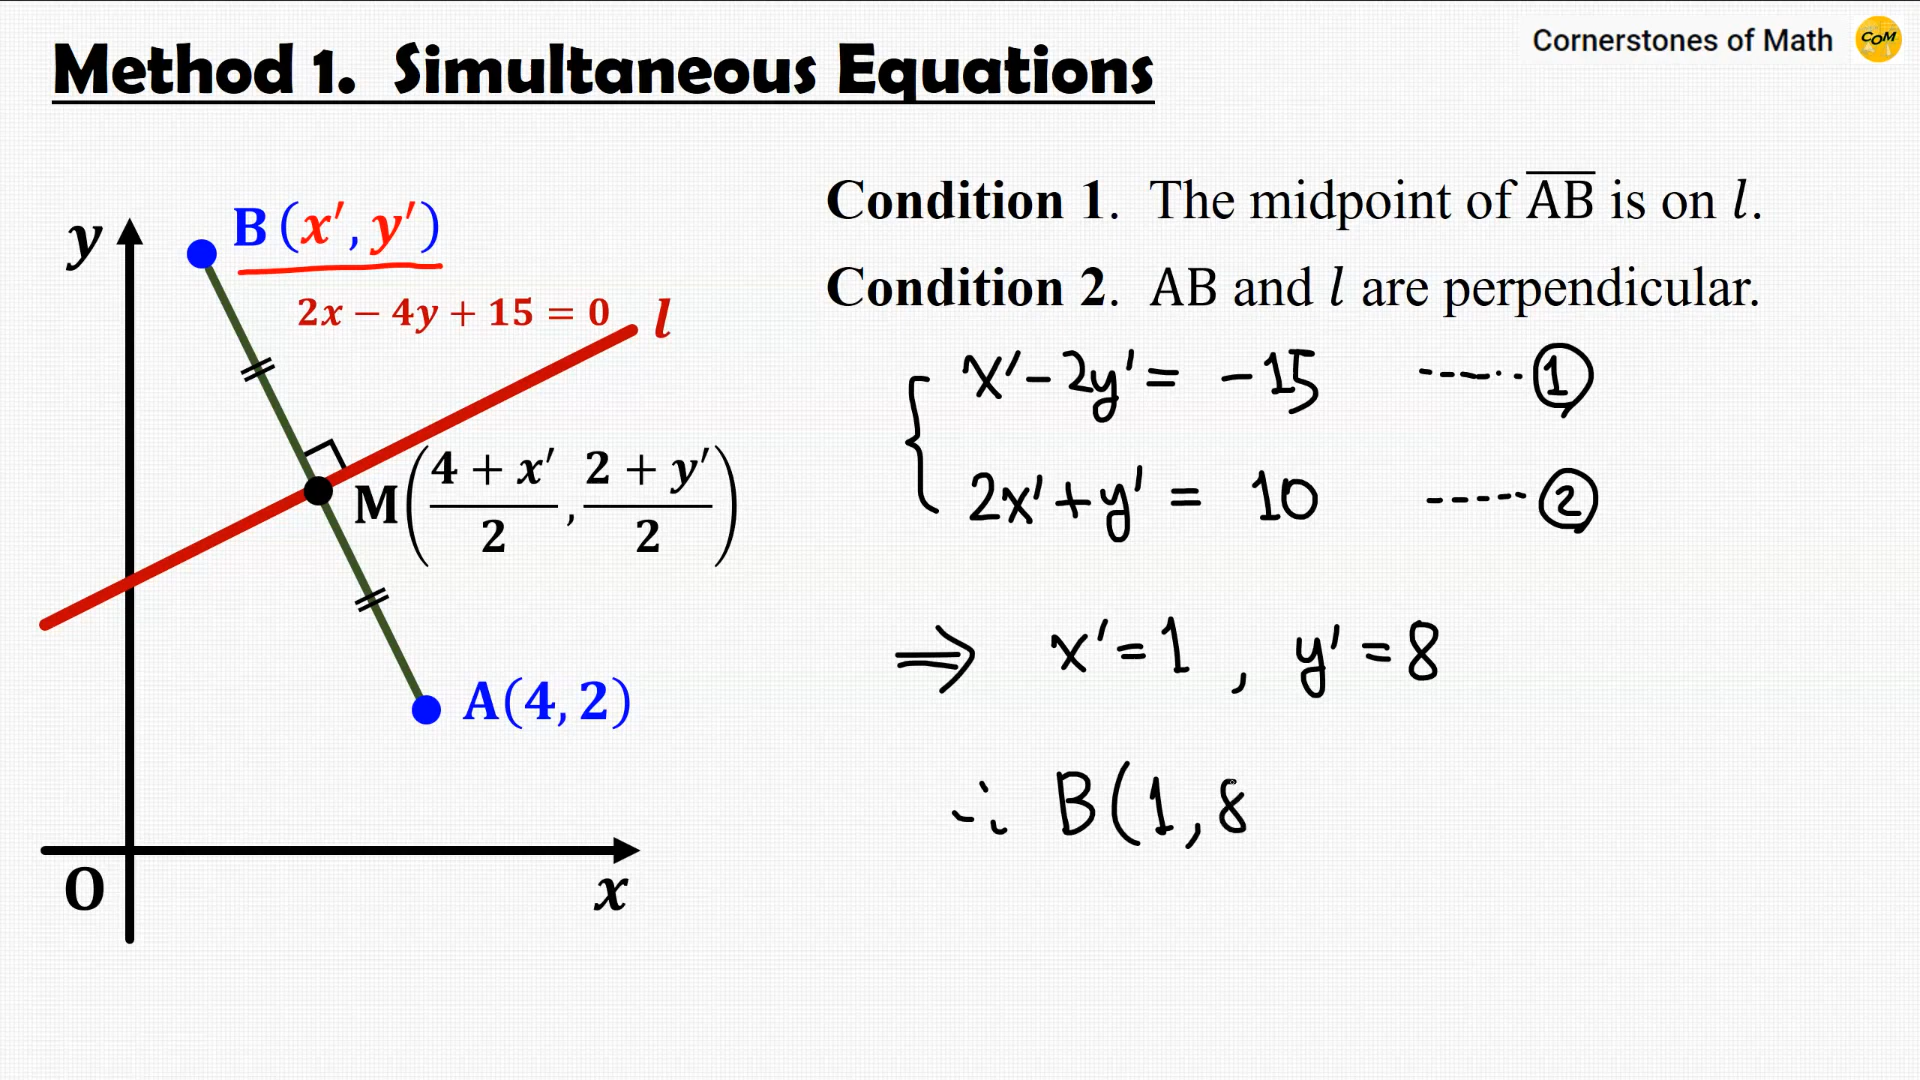 Cornerstones of Math COM
Method 1. Simultaneous Equations
Condition 1. The midpoint of A̅B̅ is on l.
Condition 2. AB and l are perpendicular.
y
B (x′, y′)
2x − 4y + 15 = 0
l
M((4 + x′)/2, (2 + y′)/2)
A(4, 2)
O
x
x′ − 2y′ = −15 ------ ①
2x′ + y′ = 10 ----- ②
⟹ x′ = 1 , y′ = 8
∴ B(1, 8